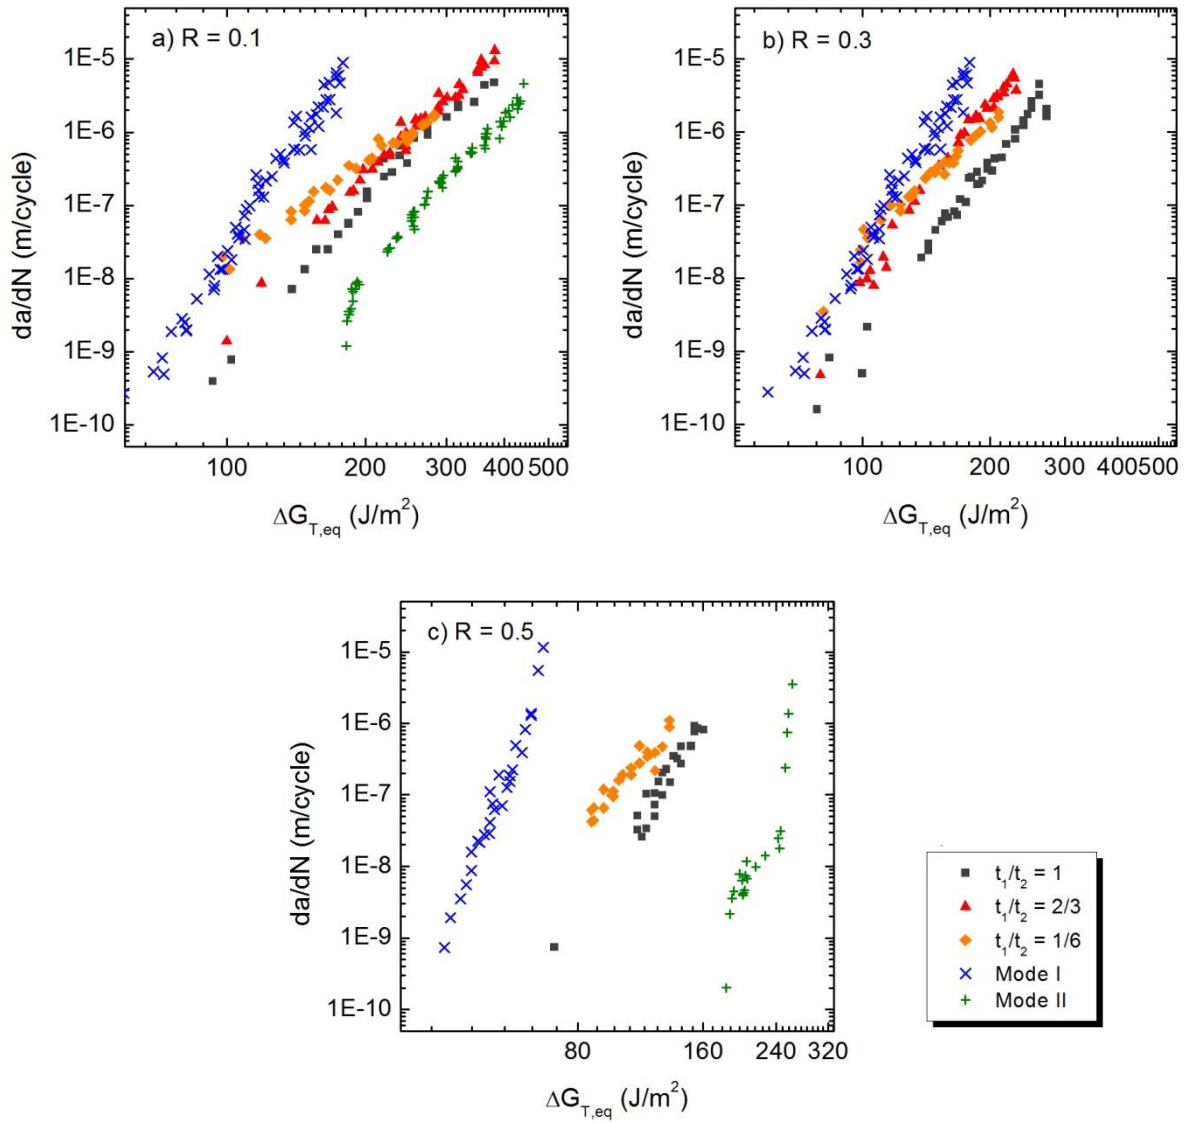 a) R = 0.1
1E-5
1E-6
1E-7
1E-8
1E-9
1E-10
da/dN (m/cycle)
100 200 300 400 500
ΔG_T,eq (J/m²)
b) R = 0.3
1E-5
1E-6
1E-7
1E-8
1E-9
1E-10
da/dN (m/cycle)
100 200 300 400500
ΔG_T,eq (J/m²)
c) R = 0.5
1E-5
1E-6
1E-7
1E-8
1E-9
1E-10
da/dN (m/cycle)
80 160 240 320
ΔG_T,eq (J/m²)
t₁/t₂ = 1
t₁/t₂ = 2/3
t₁/t₂ = 1/6
Mode I
Mode II